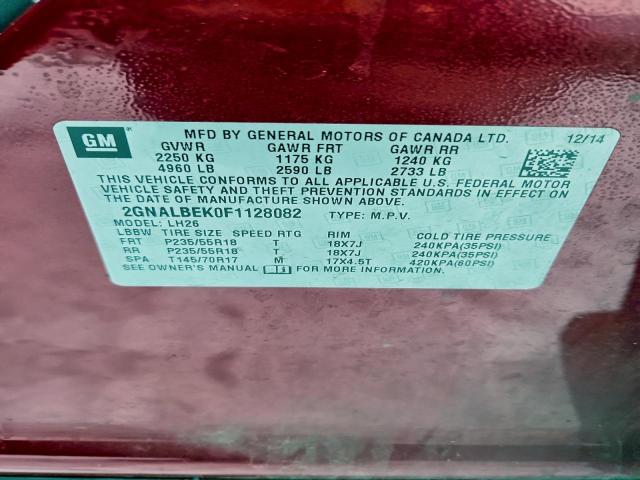 GM
MFD BY GENERAL MOTORS OF CANADA LTD. 12/14
GVWR GAWR FRT GAWR RR
2250 KG 1175 KG 1240 KG
4960 LB 2590 LB 2733 LB
THIS VEHICLE CONFORMS TO ALL APPLICABLE U.S. FEDERAL MOTOR
VEHICLE SAFETY AND THEFT PREVENTION STANDARDS IN EFFECT ON
THE DATE OF MANUFACTURE SHOWN ABOVE.
2GNALBEK0F1128082 TYPE: M.P.V.
MODEL: LH26
LBBW TIRE SIZE SPEED RTG RIM COLD TIRE PRESSURE
FRT P235/55R18 T 18X7J 240KPA(35PSI)
RR P235/55R18 T 18X7J 240KPA(35PSI)
SPA T145/70R17 M 17X4.5T 420KPA(60PSI)
SEE OWNER'S MANUAL FOR MORE INFORMATION.